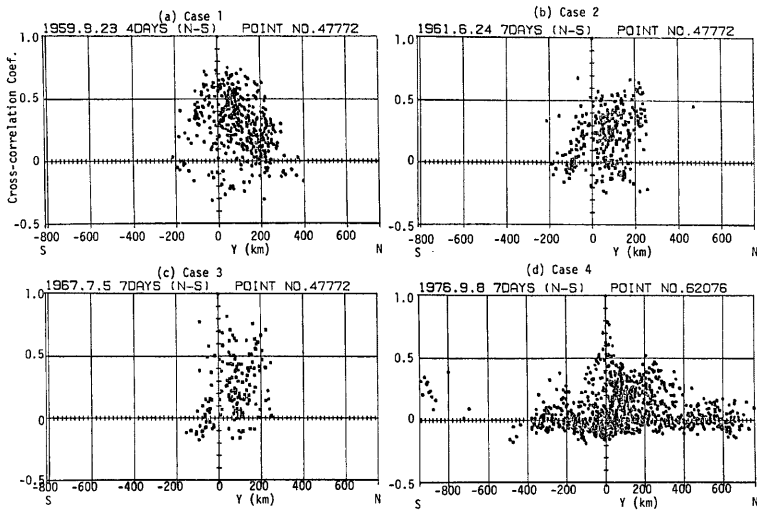 (a) Case 1
1959.9.23 4DAYS (N-S) POINT NO.47772
1.0
0.5
0
-0.5
Cross-correlation Coef.
-800 -600 -400 -200 0 200 400 600
S Y (km) N
(b) Case 2
1961.6.24 7DAYS (N-S) POINT NO.47772
1.0
0.5
0
-0.5
-800 -600 -400 -200 0 200 400 600
S Y (km) N
(c) Case 3
1967.7.5 7DAYS (N-S) POINT NO.47772
1.0
0.5
0
-0.5
-800 -600 -400 -200 0 200 400 600
S Y (km) N
(d) Case 4
1976.9.8 7DAYS (N-S) POINT NO.62076
1.0
0.5
0
-0.5
-800 -600 -400 -200 0 200 400 600
S Y (km) N